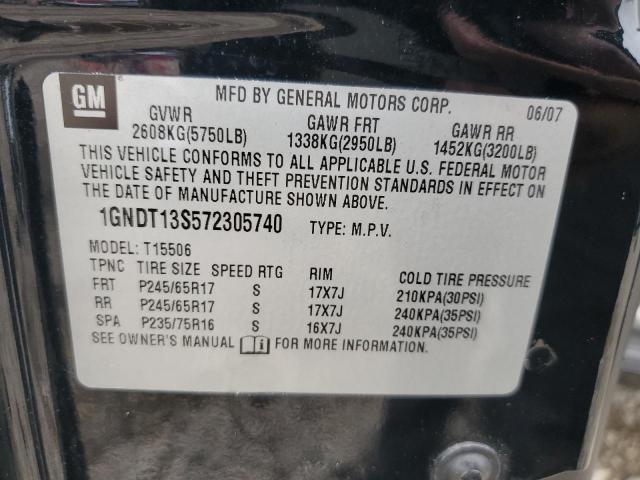 GM
MFD BY GENERAL MOTORS CORP. 06/07
GVWR GAWR FRT GAWR RR
2608KG(5750LB) 1338KG(2950LB) 1452KG(3200LB)
THIS VEHICLE CONFORMS TO ALL APPLICABLE U.S. FEDERAL MOTOR
VEHICLE SAFETY AND THEFT PREVENTION STANDARDS IN EFFECT ON
THE DATE OF MANUFACTURE SHOWN ABOVE.
1GNDT13S572305740 TYPE: M.P.V.
MODEL: T15506
TPNC TIRE SIZE SPEED RTG RIM COLD TIRE PRESSURE
FRT P245/65R17 S 17X7J 210KPA(30PSI)
RR P245/65R17 S 17X7J 240KPA(35PSI)
SPA P235/75R16 S 16X7J 240KPA(35PSI)
SEE OWNER'S MANUAL i FOR MORE INFORMATION.